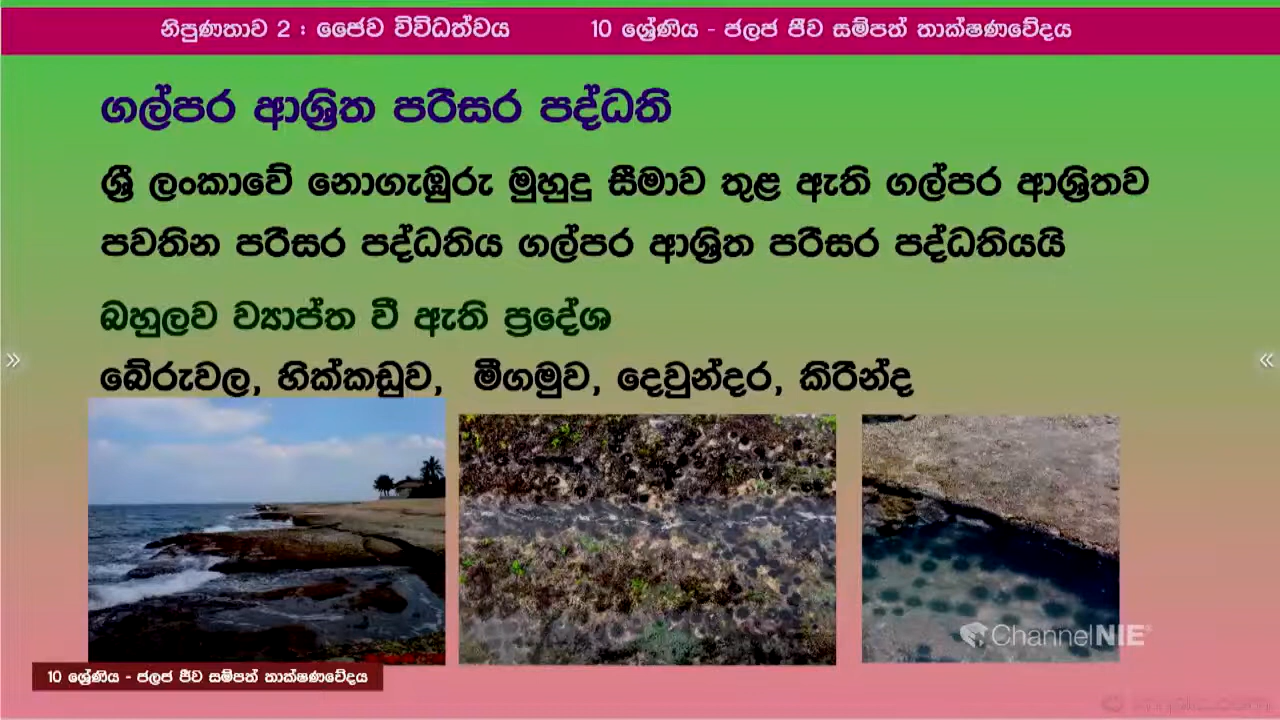 නිපුණතාව 2 : ජෛව විවිධත්වය 10 ශ්‍රේණිය - ජලජ ජීව සම්පත් තාක්ෂණවේදය
ගල්පර ආශ්‍රිත පරිසර පද්ධති
ශ්‍රී ලංකාවේ නොගැඹුරු මුහුදු සීමාව තුළ ඇති ගල්පර ආශ්‍රිතව
පවතින පරිසර පද්ධතිය ගල්පර ආශ්‍රිත පරිසර පද්ධතියයි
බහුලව ව්‍යාප්ත වී ඇති ප්‍රදේශ
බේරුවල, හික්කඩුව, මීගමුව, දෙවුන්දර, කිරින්ද
ChannelNIE
10 ශ්‍රේණිය - ජලජ ජීව සම්පත් තාක්ෂණවේදය